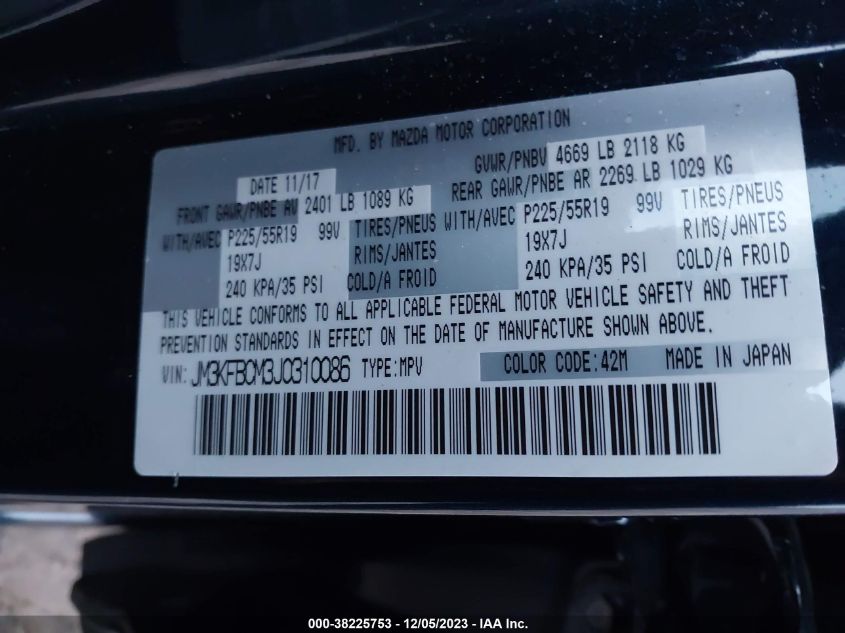 MFD. BY MAZDA MOTOR CORPORATION
DATE 11/17 GVWR/PNBV 4669 LB 2118 KG
FRONT GAWR/PNBE AV 2401 LB 1089 KG REAR GAWR/PNBE AR 2269 LB 1029 KG
WITH/AVEC P225/55R19 99V TIRES/PNEUS WITH/AVEC P225/55R19 99V TIRES/PNEUS
19X7J RIMS/JANTES 19X7J RIMS/JANTES
240 KPA/35 PSI COLD/A FROID 240 KPA/35 PSI COLD/A FROID
THIS VEHICLE CONFORMS TO ALL APPLICABLE FEDERAL MOTOR VEHICLE SAFETY AND THEFT
PREVENTION STANDARDS IN EFFECT ON THE DATE OF MANUFACTURE SHOWN ABOVE.
VIN: JM3KFBCM3J0310086 TYPE:MPV COLOR CODE:42M MADE IN JAPAN
000-38225753 - 12/05/2023 - IAA Inc.